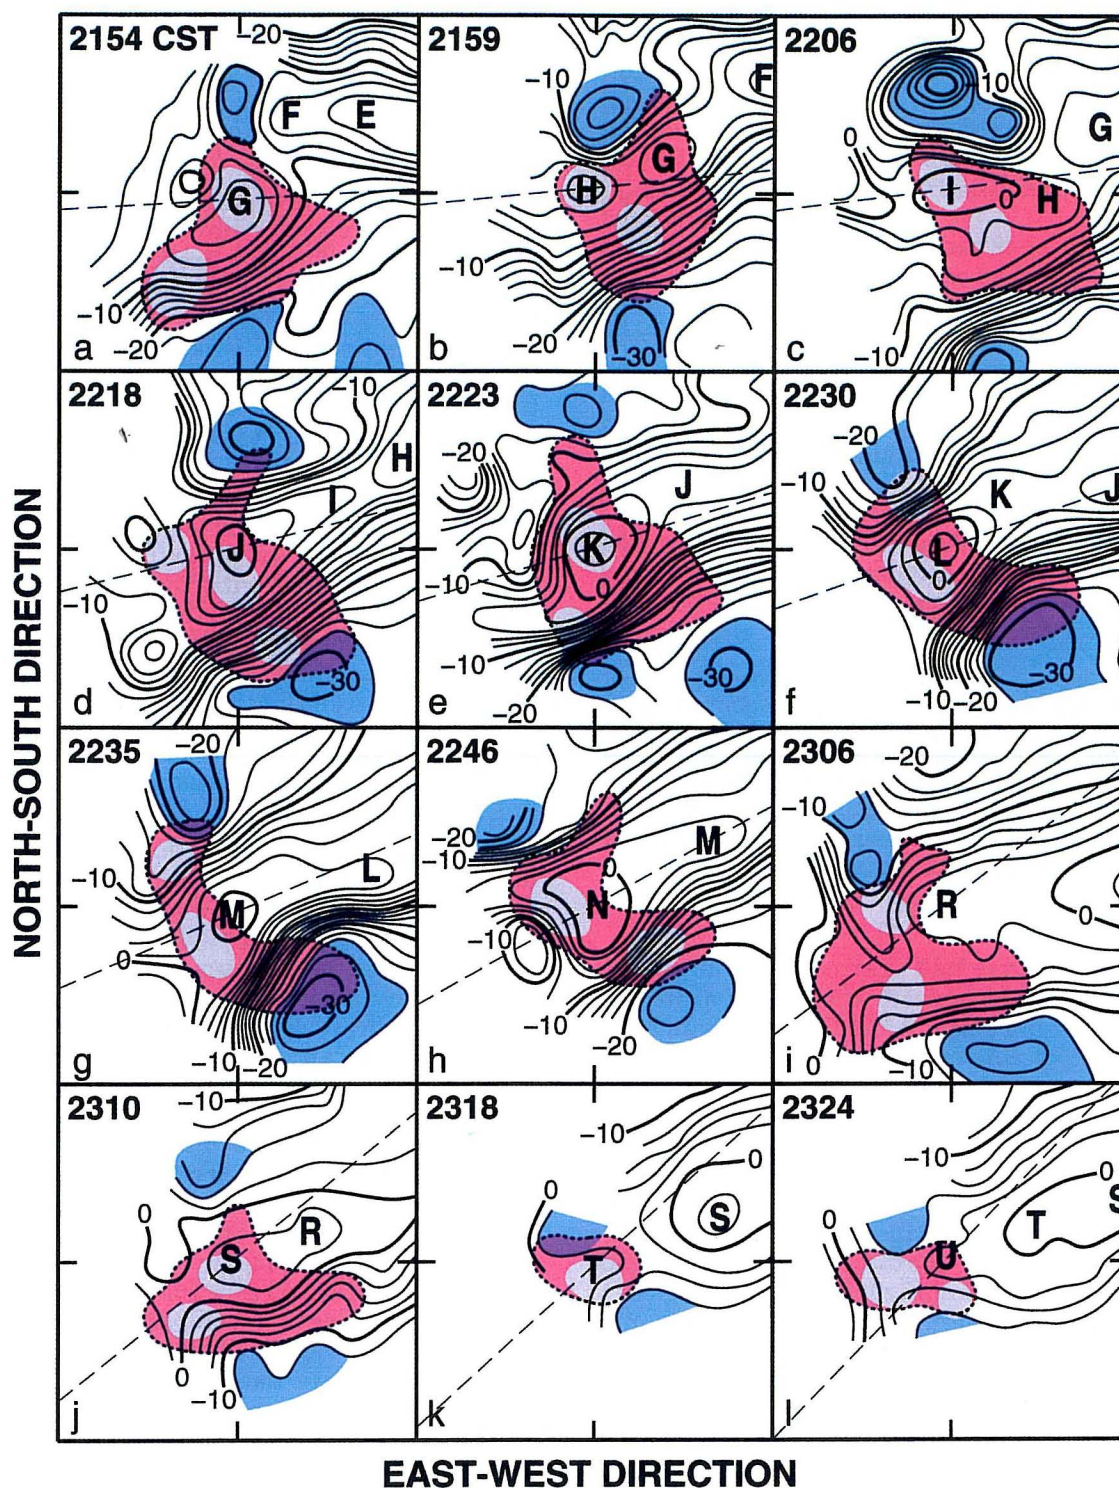 2154 CST
-20
F
E
G
-10
-20
a
2159
-10
F
G
H
-10
-20
-30
b
2206
-10
0
G
I
0
H
-10
c
2218
-10
H
I
J
-10
-30
d
2223
-20
J
K
-10
0
-10
-30
-20
e
2230
-20
-10
K
J
L
0
-30
-10
-20
f
2235
-20
-10
L
M
0
-30
-10
-20
g
2246
-20
-10
M
0
N
-10
-10
-20
h
2306
-20
-10
R
0
0
-10
i
2310
-10
0
R
S
0
-10
j
2318
-10
0
0
S
T
k
2324
-10
0
S
T
U
l
NORTH-SOUTH DIRECTION
EAST-WEST DIRECTION